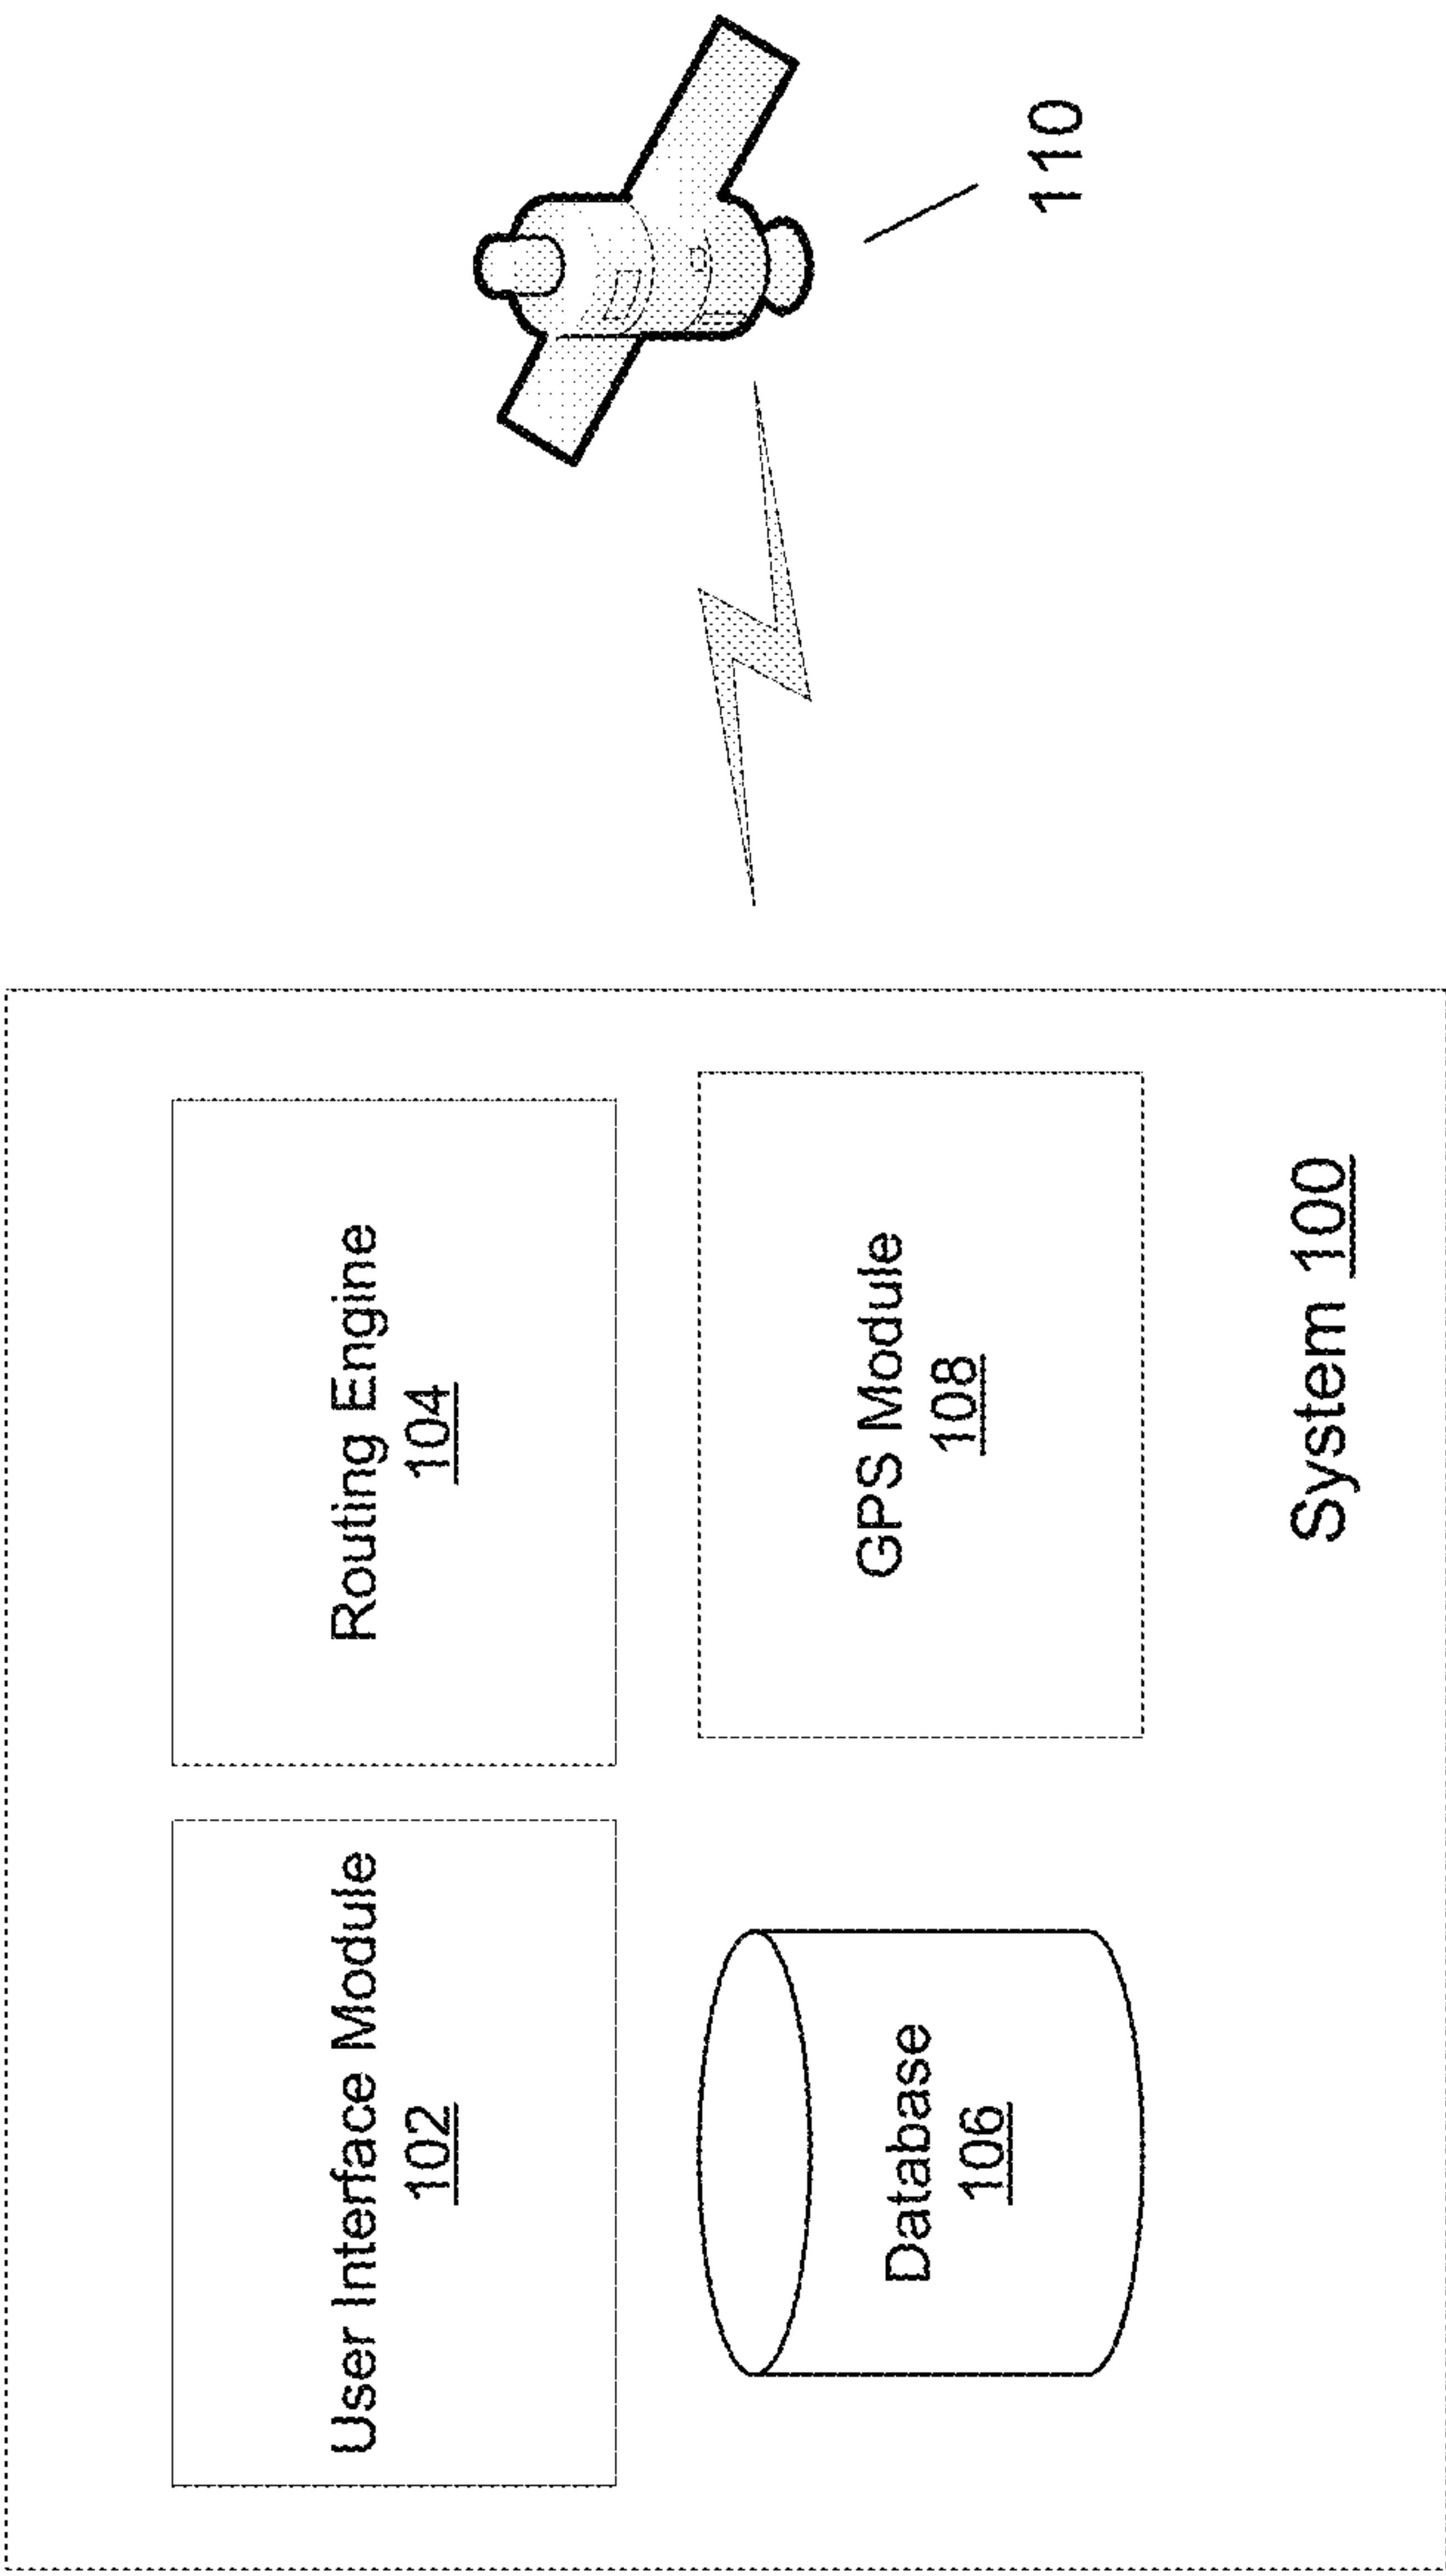 User Interface Module
102
Routing Engine
104
Database
106
GPS Module
108
System 100
110